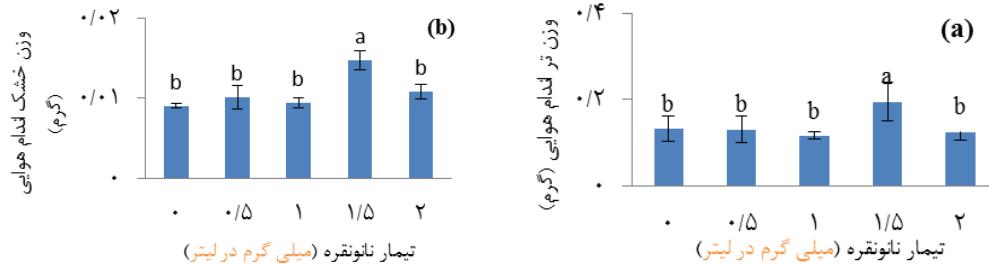 (b)
وزن خشک اندام هوایی
(گرم)
۰/۰۲
۰/۰۱
۰
b b b a b
۰ ۰/۵ ۱ ۱/۵ ۲
تیمار نانونقره (میلی گرم در لیتر)
(a)
وزن تر اندام هوایی (گرم)
۰/۴
۰/۲
۰
b b b a b
۰ ۰/۵ ۱ ۱/۵ ۲
تیمار نانونقره (میلی گرم در لیتر)